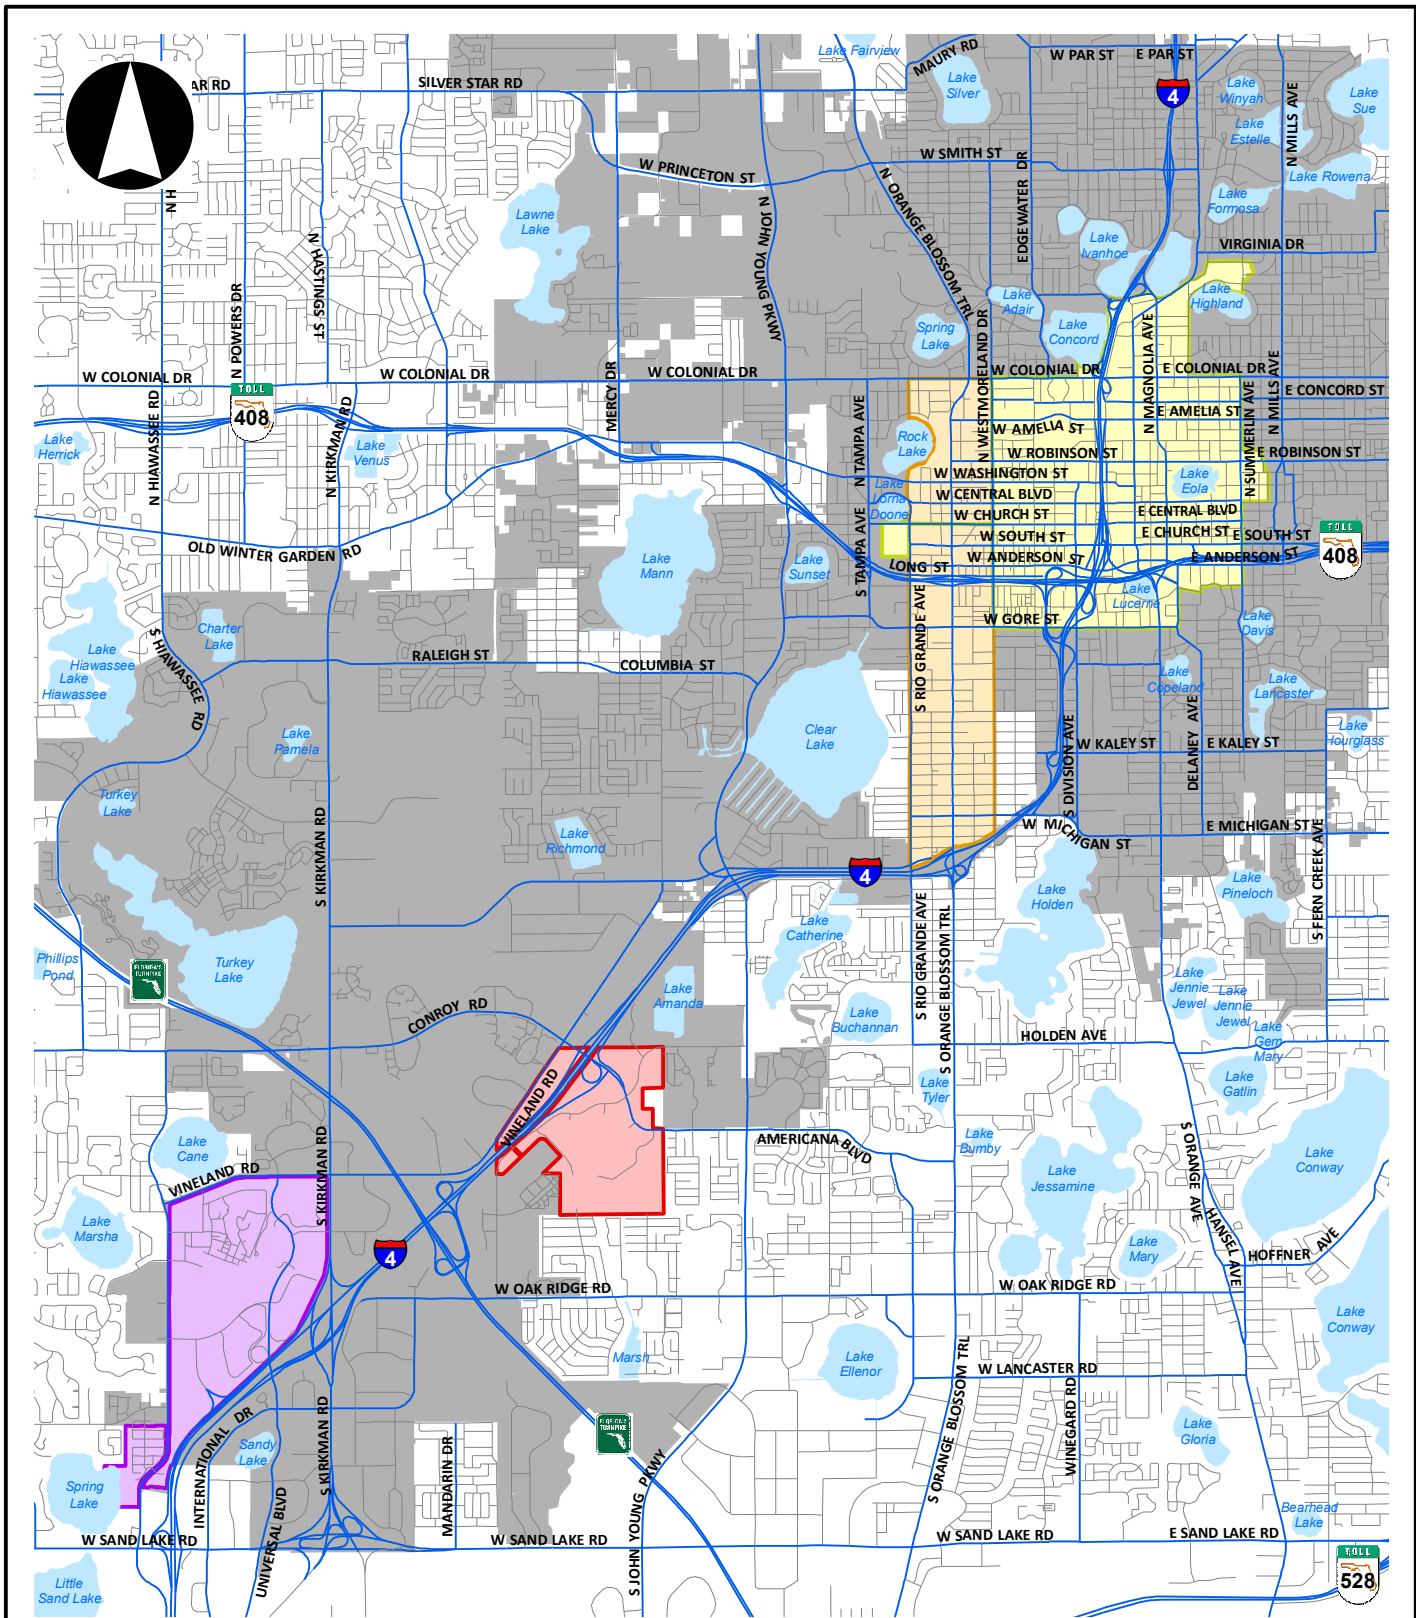 Lake Fairview
MAURY RD
W PAR ST
E PAR ST
AR RD
SILVER STAR RD
Lake
Silver
4
Lake
Winyah
N MILLS AVE
Lake
Sue
Lake
Estelle
W SMITH ST
W PRINCETON ST
N ORANGE BLOSSOM TRL
EDGEWATER DR
Lake Rowena
Lake
Formosa
N H
Lawne
Lake
N JOHN YOUNG PKWY
N HASTINGS ST
Lake
Ivanhoe
VIRGINIA DR
N POWERS DR
Lake
Adair
Lake
Highland
Spring
Lake
N WESTMORELAND DR
Lake
Concord
N MAGNOLIA AVE
W COLONIAL DR
W COLONIAL DR
W COLONIAL DR
W COLONIAL DR
E COLONIAL DR
N MILLS AVE
E CONCORD ST
TOLL
408
N HIAWASSEE RD
N KIRKMAN RD
MERCY DR
N TAMPA AVE
N SUMMERLIN AVE
E AMELIA ST
W AMELIA ST
Lake
Herrick
Lake
Venus
Rock
Lake
W ROBINSON ST
E ROBINSON ST
W WASHINGTON ST
Lake
Eola
Lake
Lorna
Doone
W CENTRAL BLVD
E CENTRAL BLVD
W CHURCH ST
E CHURCH ST
E SOUTH ST
W SOUTH ST
TOLL
408
OLD WINTER GARDEN RD
Lake
Mann
Lake
Sunset
S TAMPA AVE
LONG ST
W ANDERSON ST
E ANDERSON ST
Lake
Lucerne
S RIO GRANDE AVE
W GORE ST
Lake
Davis
Charter
Lake
S HIAWASSEE RD
Lake
Hiawassee
Lake
Hiawassee
RALEIGH ST
COLUMBIA ST
Lake
Copeland
Lake
Lancaster
DELANEY AVE
Lake
Pamela
Clear
Lake
S DIVISION AVE
W KALEY ST
E KALEY ST
Lake
Hourglass
Turkey
Lake
S KIRKMAN RD
Lake
Richmond
W MICHIGAN ST
E MICHIGAN ST
S FERN CREEK AVE
4
Lake
Holden
Lake
Pineloch
Lake
Catherine
S RIO GRANDE AVE
S ORANGE BLOSSOM TRL
Phillips
Pond
FLORIDA'S
TURNPIKE
Turkey
Lake
Lake
Amanda
Lake
Jennie
Jewel
Lake
Jennie
Jewel
CONROY RD
Lake
Buchannan
HOLDEN AVE
Lake
Gem
Mary
Lake
Tyler
Lake
Gatlin
VINELAND RD
S KIRKMAN RD
Lake
Cane
VINELAND RD
AMERICANA BLVD
Lake
Bumby
S ORANGE AVE
Lake
Conway
Lake
Jessamine
Lake
Marsha
HANSEL AVE
Lake
Mary
HOFFNER AVE
4
W OAK RIDGE RD
W OAK RIDGE RD
Lake
Conway
Marsh
Lake
Ellenor
W LANCASTER RD
S ORANGE BLOSSOM TRL
WINEGARD RD
INTERNATIONAL DR
S KIRKMAN RD
FLORIDA'S
TURNPIKE
Lake
Gloria
Sandy
Lake
MANDARIN DR
Spring
Lake
UNIVERSAL BLVD
S JOHN YOUNG PKWY
Bearhead
Lake
W SAND LAKE RD
W SAND LAKE RD
W SAND LAKE RD
E SAND LAKE RD
TOLL
528
Little
Sand Lake